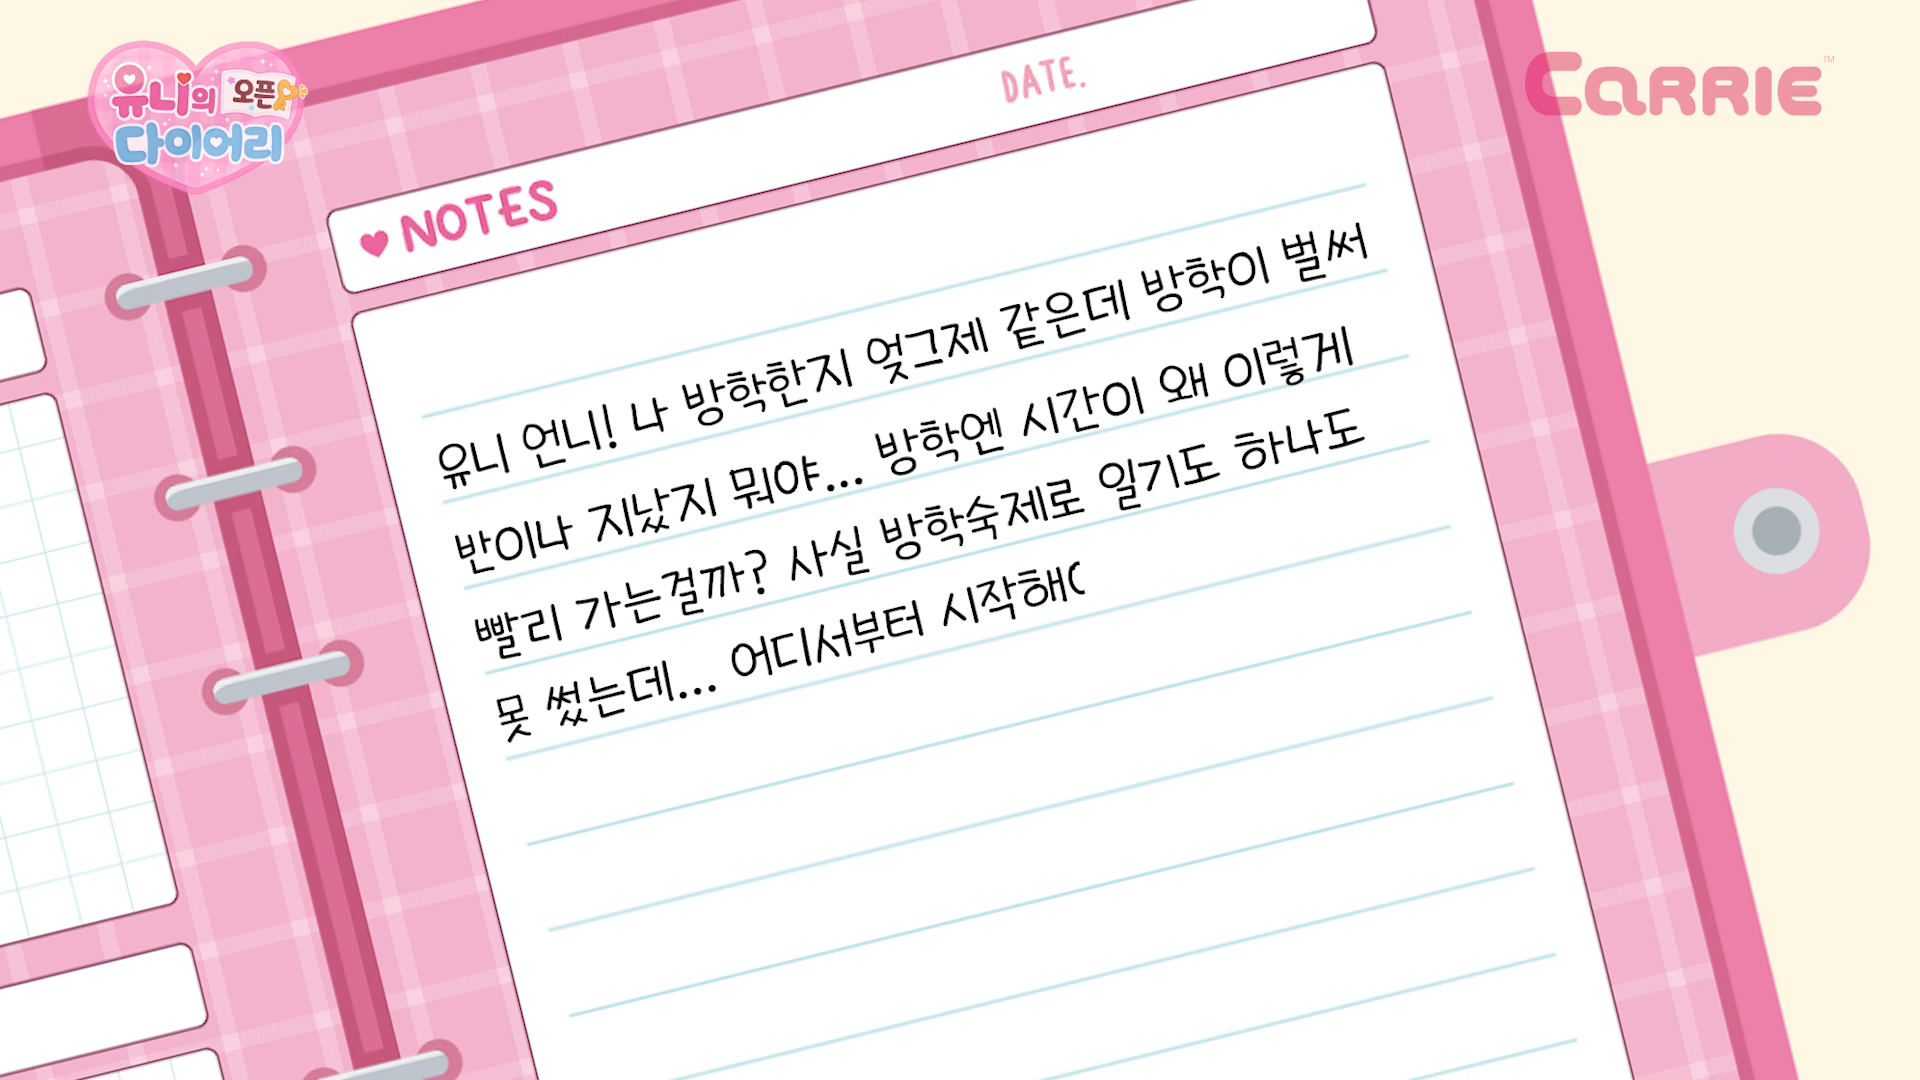 유니의 오픈
다이어리
CARRIE™
DATE.
NOTES
유니 언니! 나 방학한지 엊그제 같은데 방학이 벌써
반이나 지났지 뭐야... 방학엔 시간이 왜 이렇게
빨리 가는걸까? 사실 방학숙제로 일기도 하나도
못 썼는데... 어디서부터 시작해